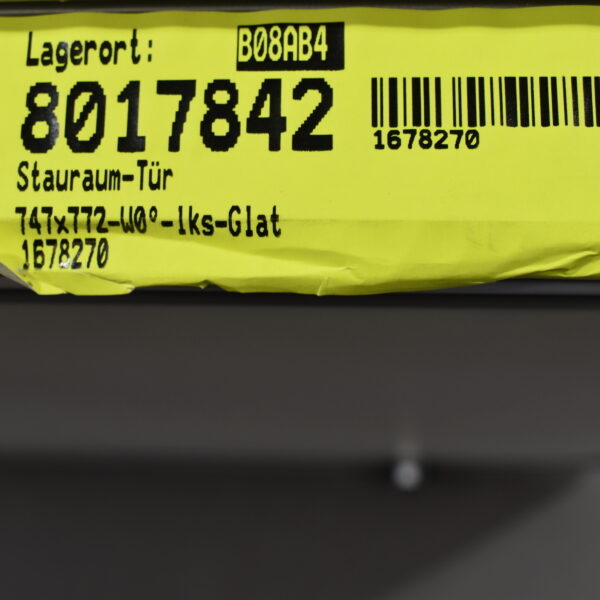 Lagerort: B08AB4
8017842
1678270
Stauraum-Tür
747x772-W0°-lks-Glat
1678270